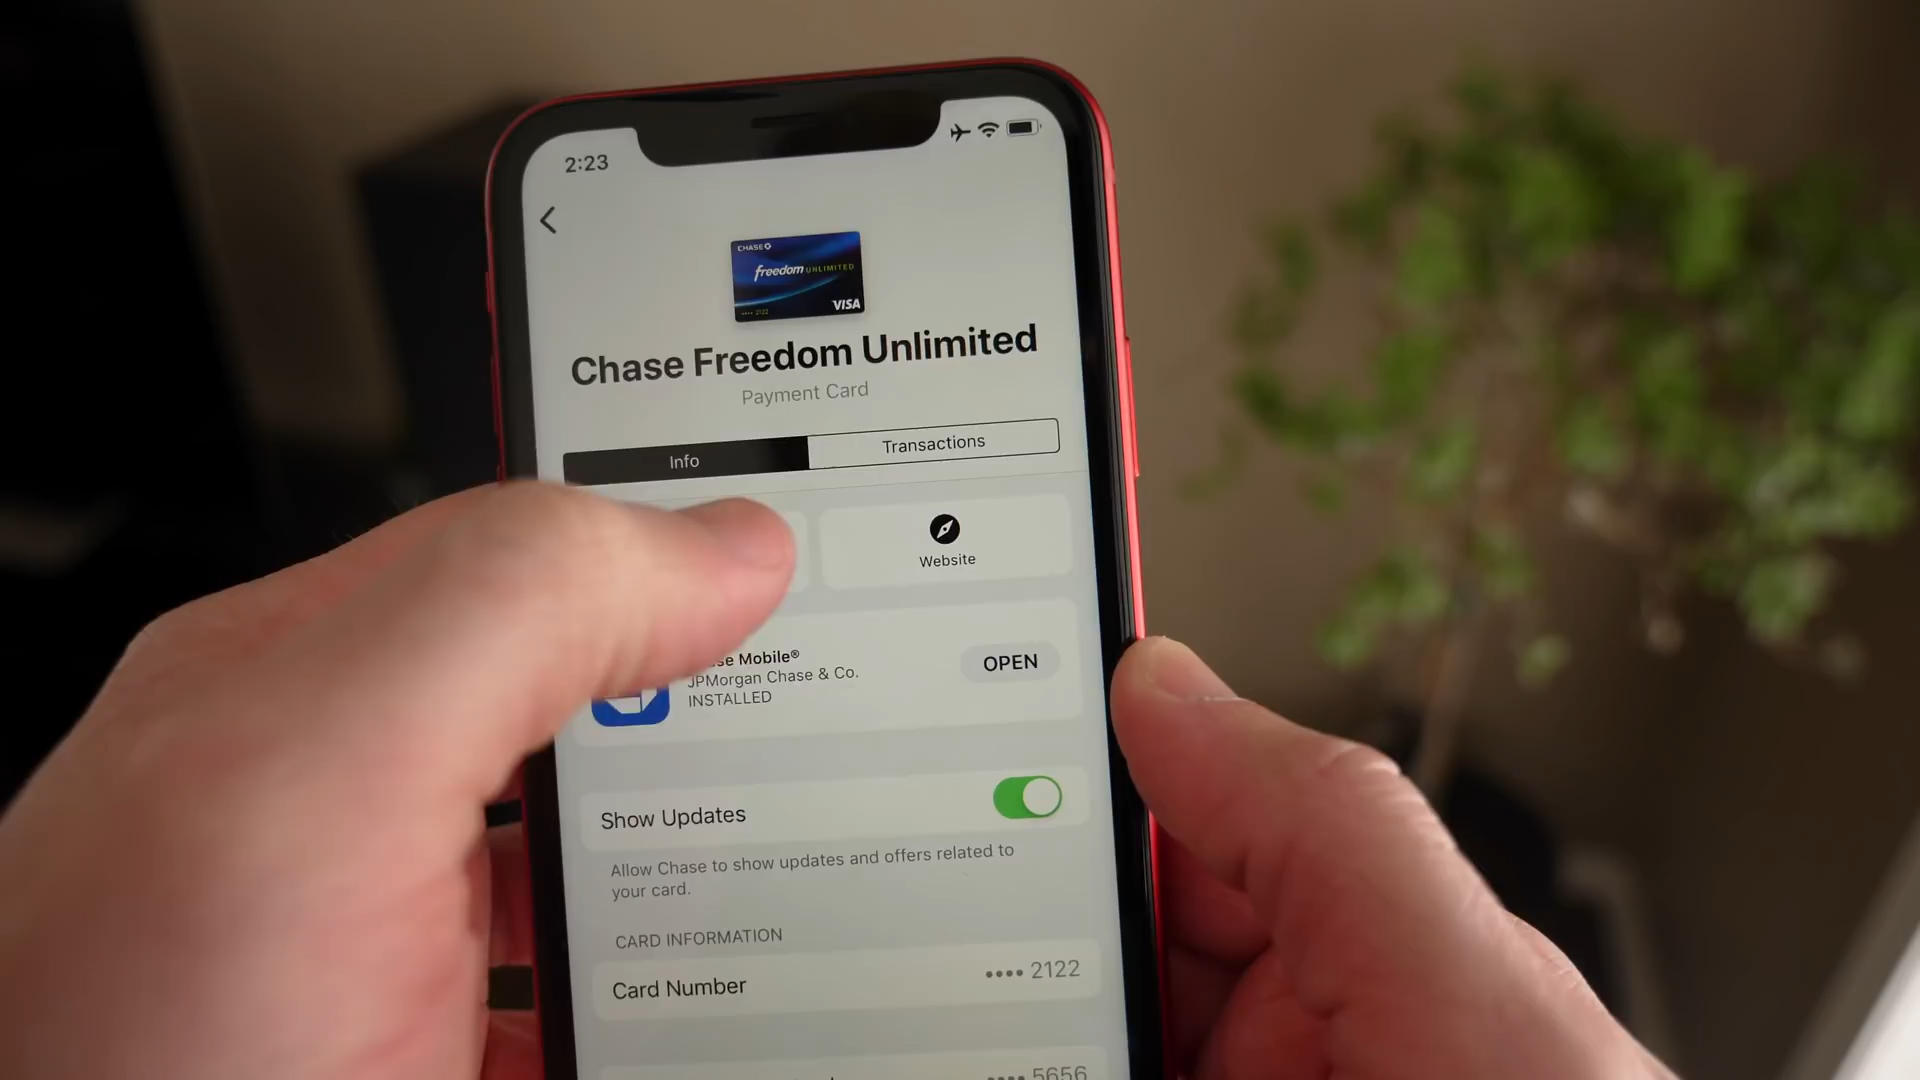 2:23
CHASE
freedom UNLIMITED
VISA
•••• 2122
Chase Freedom Unlimited
Payment Card
Info
Transactions
Website
se Mobile®
JPMorgan Chase & Co.
INSTALLED
OPEN
Show Updates
Allow Chase to show updates and offers related to
your card.
CARD INFORMATION
Card Number
•••• 2122
•••• 5656